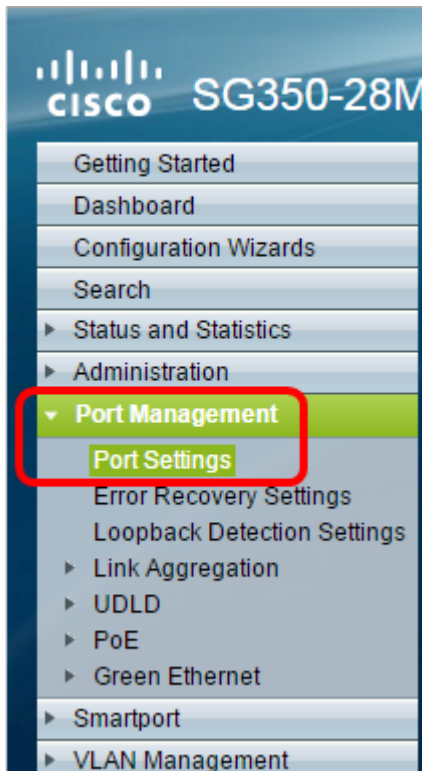 CISCO SG350-28M
Getting Started
Dashboard
Configuration Wizards
Search
Status and Statistics
Administration
Port Management
Port Settings
Error Recovery Settings
Loopback Detection Settings
Link Aggregation
UDLD
PoE
Green Ethernet
Smartport
VLAN Management